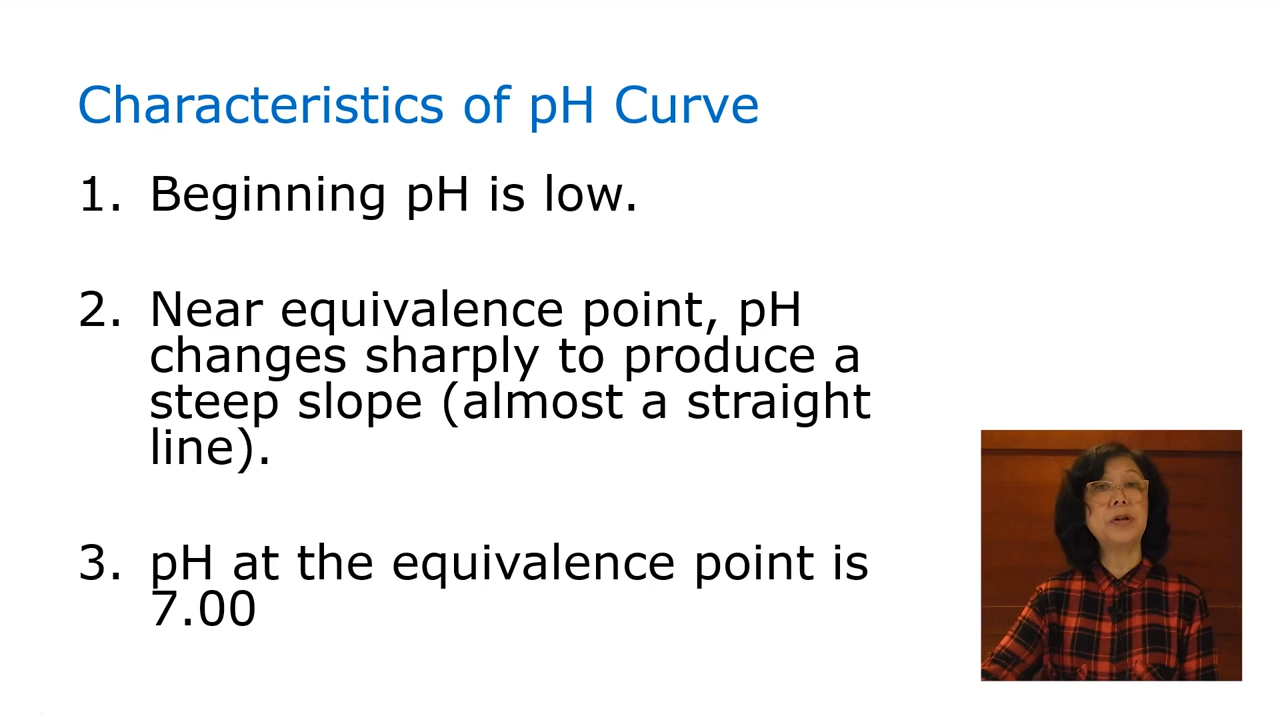 Characteristics of pH Curve
1. Beginning pH is low.
2. Near equivalence point, pH
changes sharply to produce a
steep slope (almost a straight
line).
3. pH at the equivalence point is
7.00